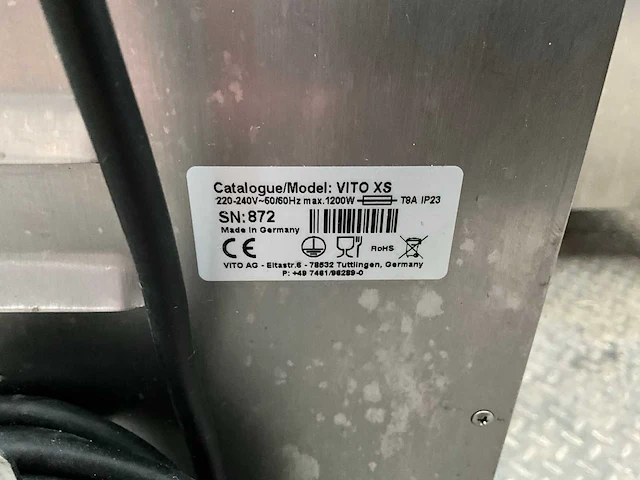 Catalogue/Model: VITO XS
220-240V~50/60Hz max.1200W T8A IP23
SN:872
Made in Germany
CE RoHS
VITO AG - Eltastr.6 - 78532 Tuttlingen, Germany
P: +49 7461/96289-0